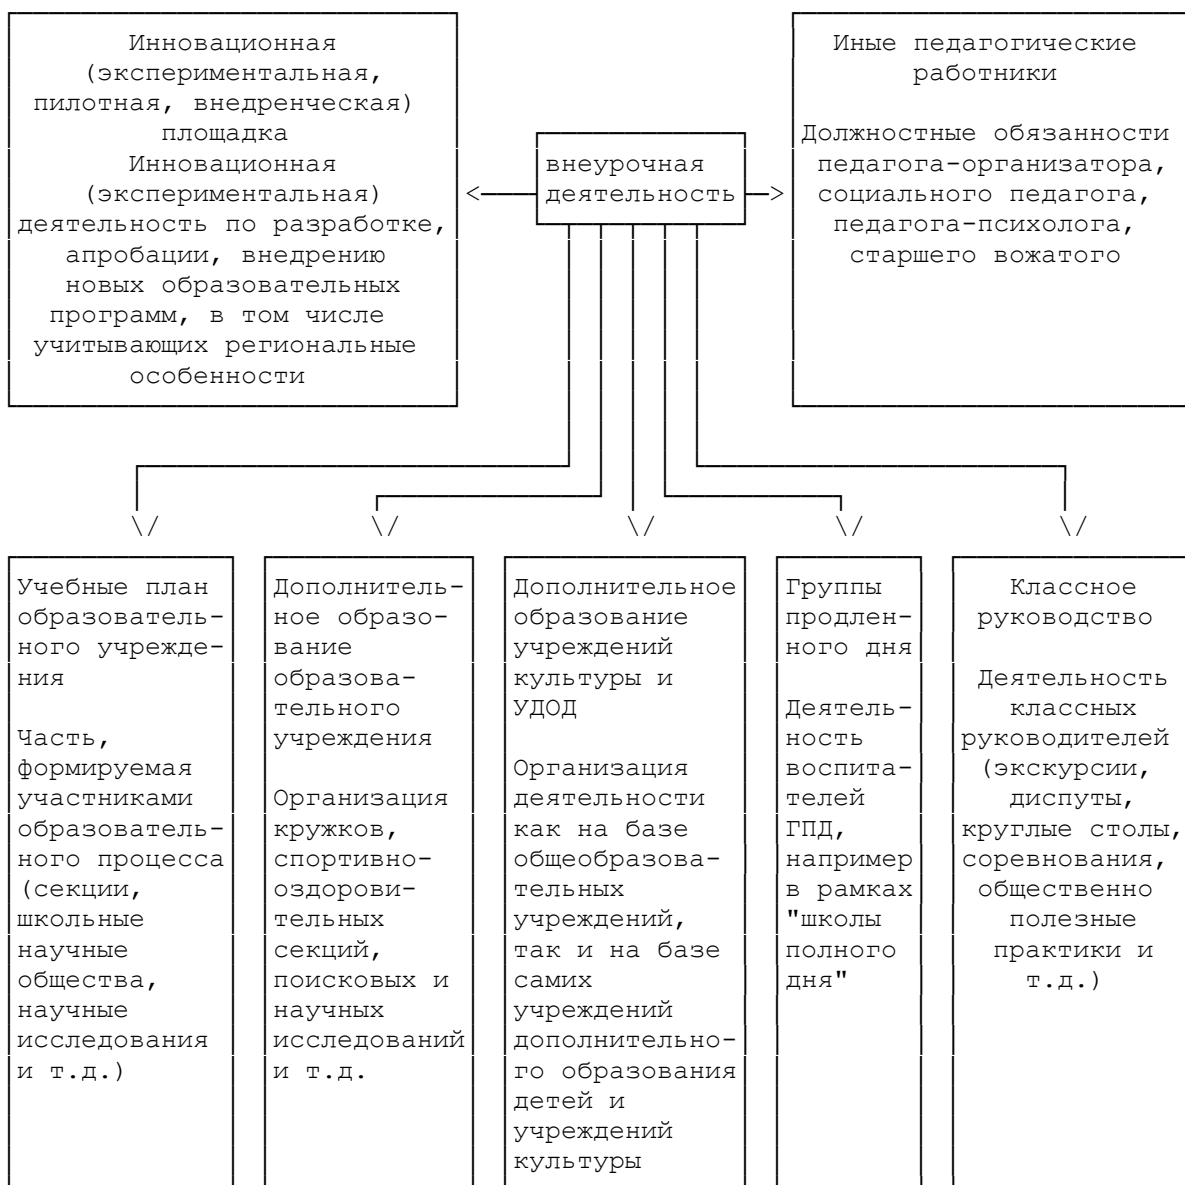 Инновационная
(экспериментальная,
пилотная, внедренческая)
площадка
Инновационная
(экспериментальная)
деятельность по разработке,
апробации, внедрению
новых образовательных
программ, в том числе
учитывающих региональные
особенности
внеурочная
деятельность
Иные педагогические
работники
Должностные обязанности
педагога-организатора,
социального педагога,
педагога-психолога,
старшего вожатого
Учебные план
образователь-
ного учрежде-
ния
Часть,
формируемая
участниками
образователь-
ного процесса
(секции,
школьные
научные
общества,
научные
исследования
и т.д.)
Дополнитель-
ное образо-
вание
образова-
тельного
учреждения
Организация
кружков,
спортивно-
оздорови-
тельных
секций,
поисковых и
научных
исследований
и т.д.
Дополнительное
образование
учреждений
культуры и
УДОД
Организация
деятельности
как на базе
общеобразова-
тельных
учреждений,
так и на базе
самих
учреждений
дополнительно-
го образования
детей и
учреждений
культуры
Группы
продлен-
ного дня
Деятель-
ность
воспита-
телей
ГПД,
например
в рамках
"школы
полного
дня"
Классное
руководство
Деятельность
классных
руководителей
(экскурсии,
диспуты,
круглые столы,
соревнования,
общественно
полезные
практики и
т.д.)